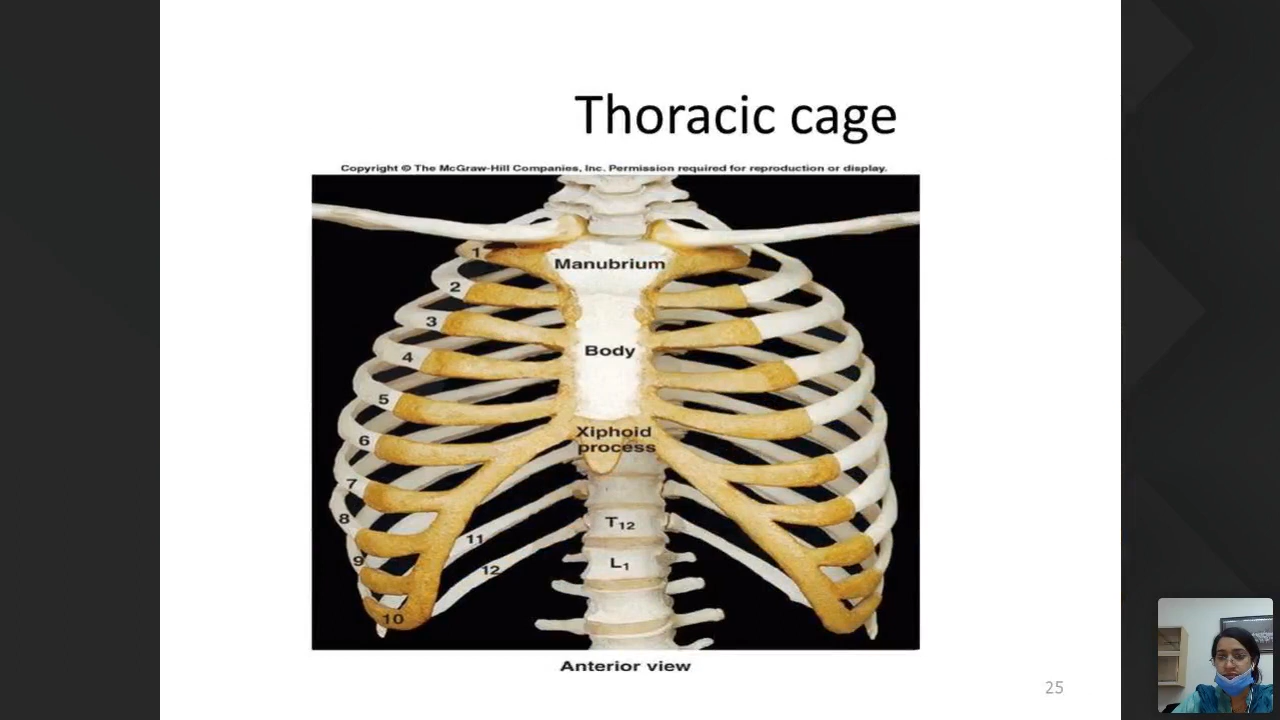 Thoracic cage
Copyright © The McGraw-Hill Companies, Inc. Permission required for reproduction or display.
1
Manubrium
2
3
Body
4
5
Xiphoid
process
6
7
8
T12
11
9
L1
12
10
Anterior view
25